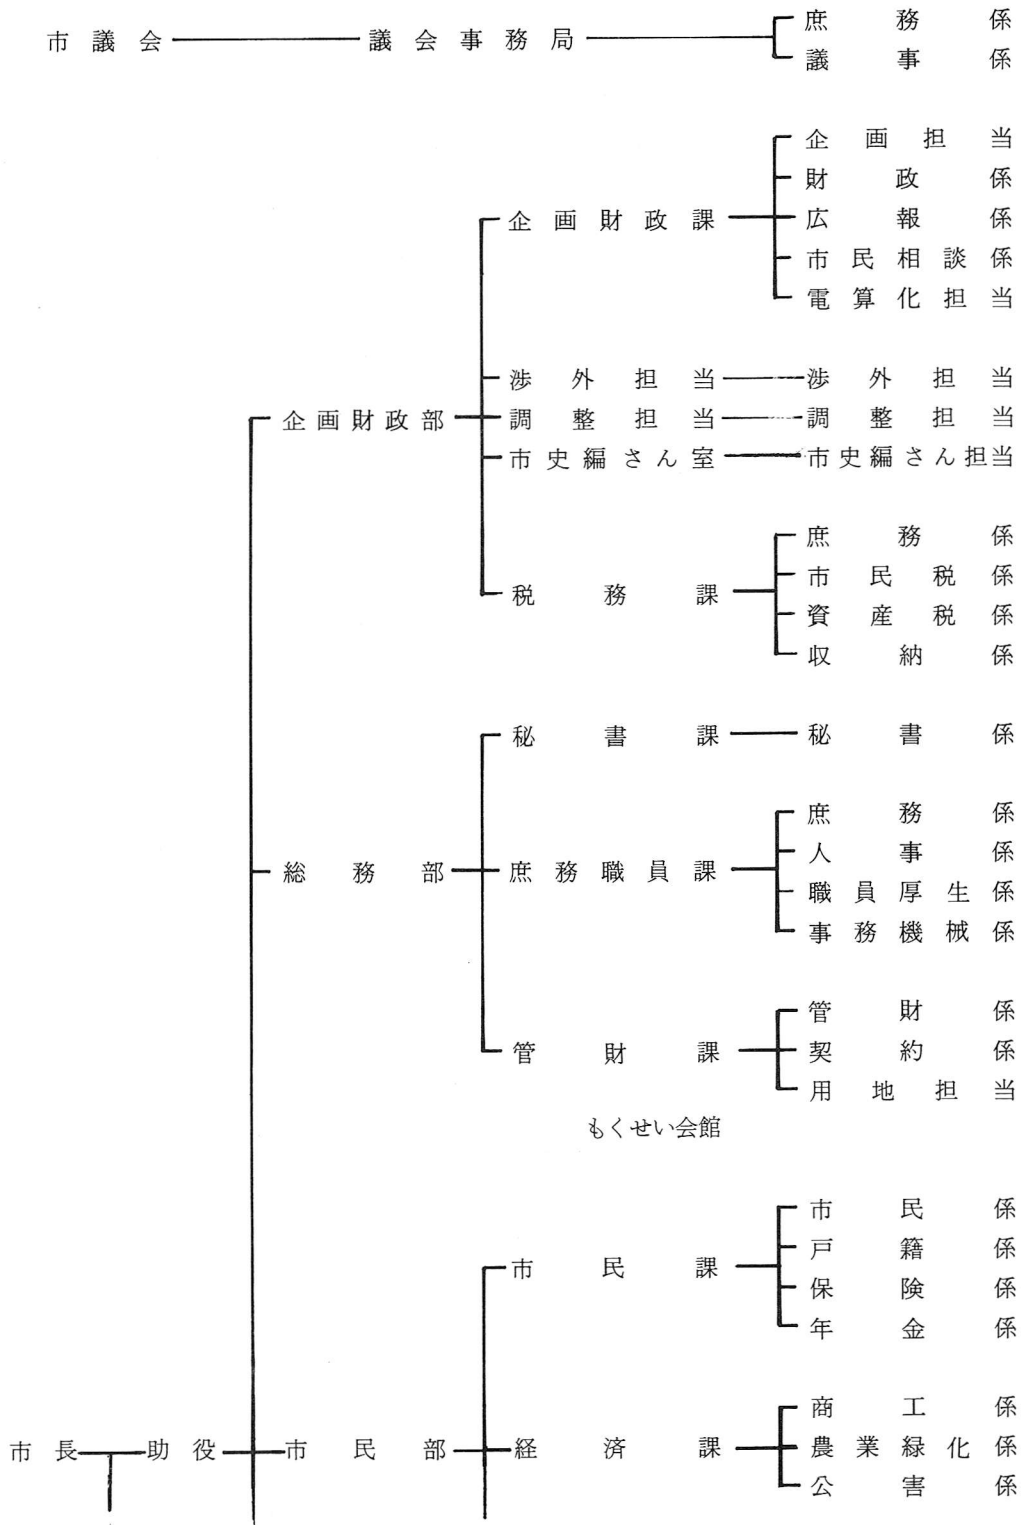 庶務係
市議会 議会事務局
議事係
企画担当
財政係
企画財政課 広報係
市民相談係
電算化担当
渉外担当 渉外担当
企画財政部 調整担当 調整担当
市史編さん室 市史編さん担当
庶務係
市民税係
税務課
資産税係
収納係
秘書課 秘書係
庶務係
人事係
総務部 庶務職員課
職員厚生係
事務機械係
管財係
管財課 契約係
用地担当
もくせい会館
市民係
戸籍係
市民課
保険係
年金係
商工係
市長 助役 市民部 経済課 農業緑化係
公害係